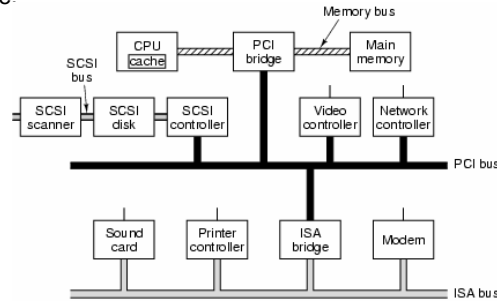 Memory bus
CPU
cache
PCI
bridge
Main
memory
SCSI
bus
SCSI
scanner
SCSI
disk
SCSI
controller
Video
controller
Network
controller
PCI bus
Sound
card
Printer
controller
ISA
bridge
Modem
ISA bus